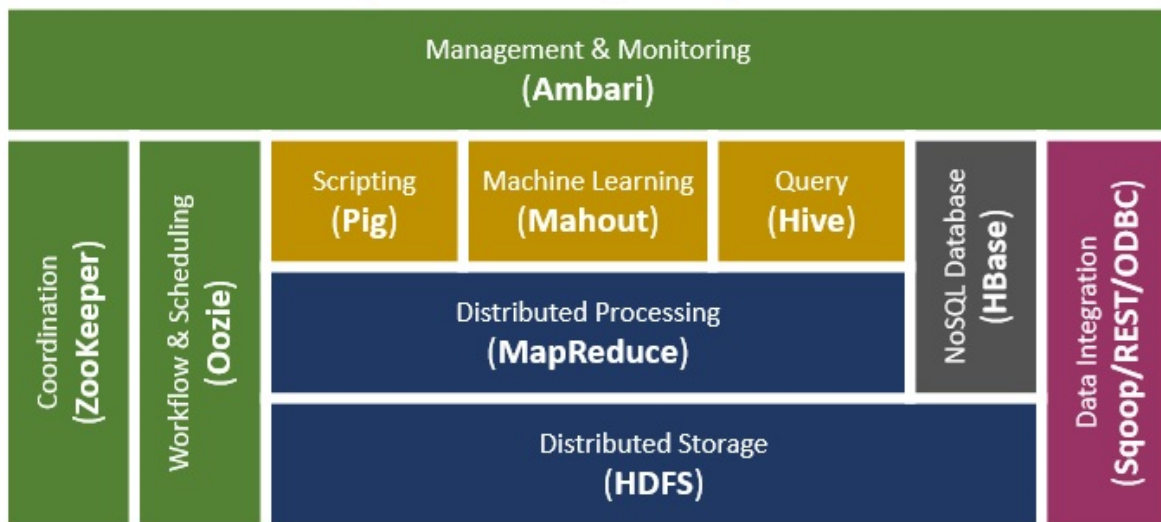 Management & Monitoring
(Ambari)
Coordination
(ZooKeeper)
Workflow & Scheduling
(Oozie)
Scripting
(Pig)
Machine Learning
(Mahout)
Query
(Hive)
NoSQL Database
(HBase)
Data Integration
(Sqoop/REST/ODBC)
Distributed Processing
(MapReduce)
Distributed Storage
(HDFS)